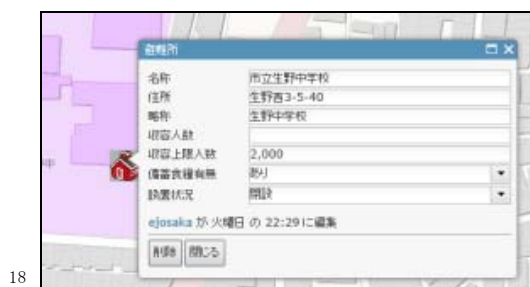 避難所
名称 市立生野中学校
住所 生野西3-5-40
略称 生野中学校
収容人数
収容上限人数 2,000
備蓄食糧有無 あり
設置状況 開設
ejosaka が 火曜日 の 22:29 に編集
削除 閉じる
中
18